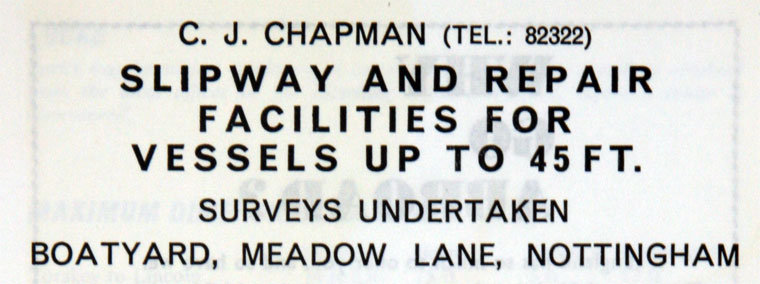 C. J. CHAPMAN (TEL.: 82322)
SLIPWAY AND REPAIR
FACILITIES FOR
VESSELS UP TO 45 FT.
SURVEYS UNDERTAKEN
BOATYARD, MEADOW LANE, NOTTINGHAM